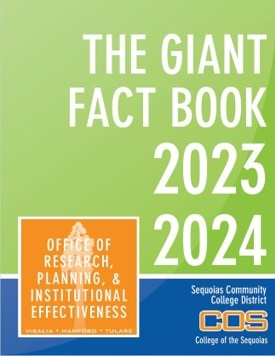 THE GIANT
FACT BOOK
2023
2024
OFFICE OF
RESEARCH,
PLANNING, &
INSTITUTIONAL
EFFECTIVENESS
VISALIA • HANFORD • TULARE
Sequoias Community
College District
COS
College of the Sequoias